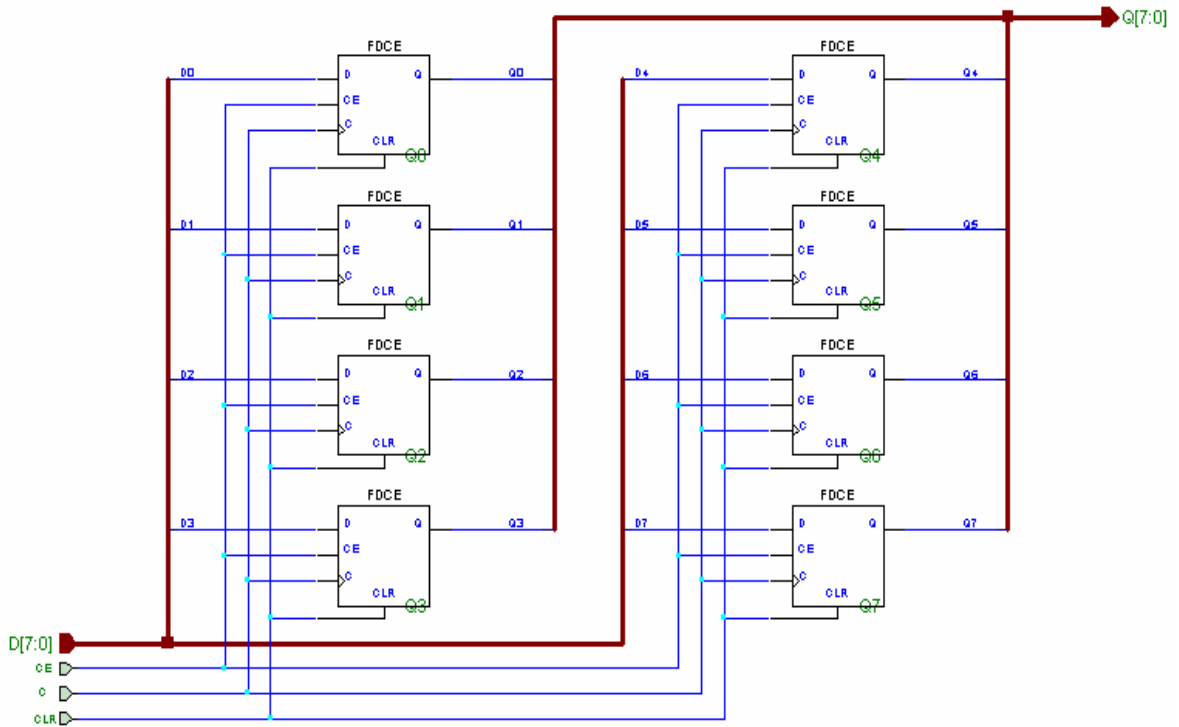 Q[7:0]
FDCE
D0 D Q Q0
CE
C
CLR
Q0
FDCE
D4 D Q Q4
CE
C
CLR
Q4
FDCE
D1 D Q Q1
CE
C
CLR
Q1
FDCE
D5 D Q Q5
CE
C
CLR
Q5
FDCE
D2 D Q Q2
CE
C
CLR
Q2
FDCE
D6 D Q Q6
CE
C
CLR
Q6
FDCE
D3 D Q Q3
CE
C
CLR
Q3
FDCE
D7 D Q Q7
CE
C
CLR
Q7
D[7:0]
CE
C
CLR